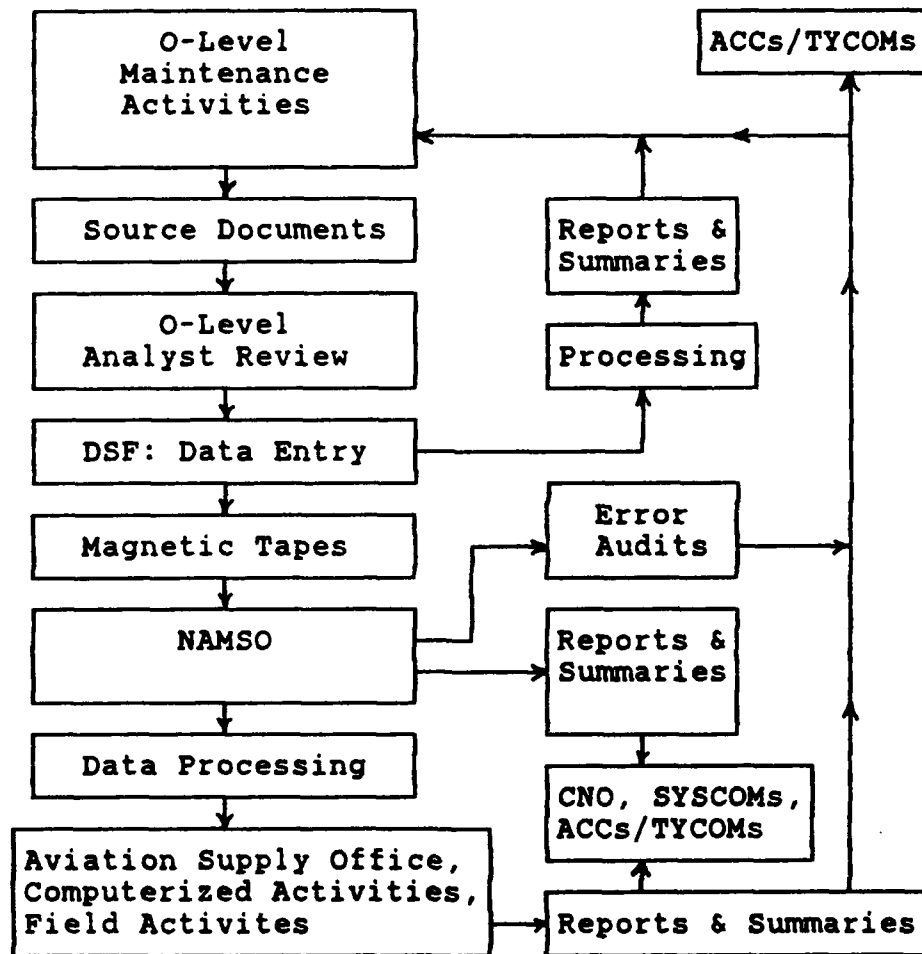 O-Level
Maintenance
Activities
ACCs/TYCOMs
Source Documents
Reports &
Summaries
O-Level
Analyst Review
Processing
DSF: Data Entry
Magnetic Tapes
Error
Audits
NAMSO
Reports &
Summaries
Data Processing
CNO, SYSCOMs,
ACCs/TYCOMs
Aviation Supply Office,
Computerized Activities,
Field Activites
Reports & Summaries